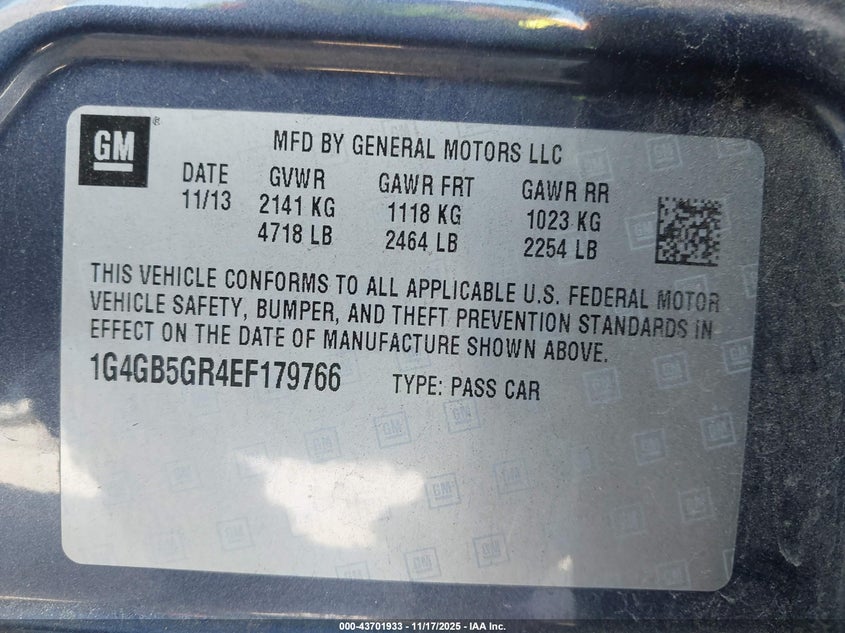 GM
MFD BY GENERAL MOTORS LLC
DATE GVWR GAWR FRT GAWR RR
11/13 2141 KG 1118 KG 1023 KG
4718 LB 2464 LB 2254 LB
THIS VEHICLE CONFORMS TO ALL APPLICABLE U.S. FEDERAL MOTOR
VEHICLE SAFETY, BUMPER, AND THEFT PREVENTION STANDARDS IN
EFFECT ON THE DATE OF MANUFACTURE SHOWN ABOVE.
1G4GB5GR4EF179766 TYPE: PASS CAR
000-43701933 - 11/17/2025 - IAA Inc.